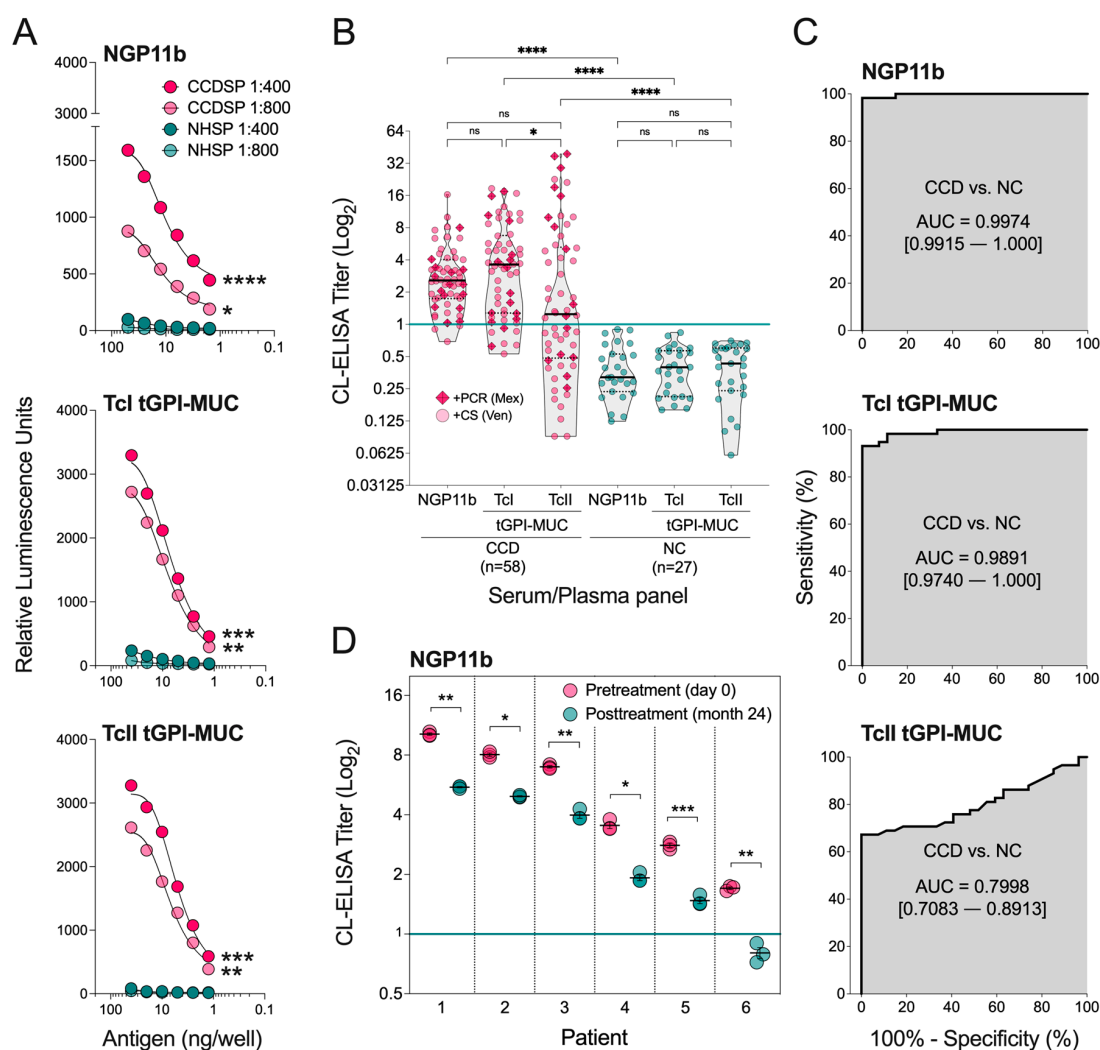 A
NGP11b
4000
3000
1500
1000
500
0
100
10
1
0.1
CCDSP 1:400
CCDSP 1:800
NHSP 1:400
NHSP 1:800
****
*
TcI tGPI-MUC
4000
3000
2000
1000
0
100
10
1
0.1
***
**
TcII tGPI-MUC
4000
3000
2000
1000
0
100
10
1
0.1
***
**
Relative Luminescence Units
Antigen (ng/well)
B
****
****
****
ns
ns
ns
*
ns
ns
64
32
16
8
4
2
1
0.5
0.25
0.125
0.0625
0.03125
CL-ELISA Titer (Log2)
+PCR (Mex)
+CS (Ven)
NGP11b
TcI
TcII
NGP11b
TcI
TcII
tGPI-MUC
tGPI-MUC
CCD
(n=58)
NC
(n=27)
Serum/Plasma panel
C
NGP11b
100
80
60
40
20
0
CCD vs. NC
AUC = 0.9974
[0.9915 — 1.000]
0
20
40
60
80
100
TcI tGPI-MUC
100
80
60
40
20
0
CCD vs. NC
AUC = 0.9891
[0.9740 — 1.000]
0
20
40
60
80
100
TcII tGPI-MUC
100
80
60
40
20
0
CCD vs. NC
AUC = 0.7998
[0.7083 — 0.8913]
0
20
40
60
80
100
Sensitivity (%)
100% - Specificity (%)
D
NGP11b
Pretreatment (day 0)
Posttreatment (month 24)
16
8
4
2
1
0.5
**
*
**
*
***
**
CL-ELISA Titer (Log2)
1
2
3
4
5
6
Patient